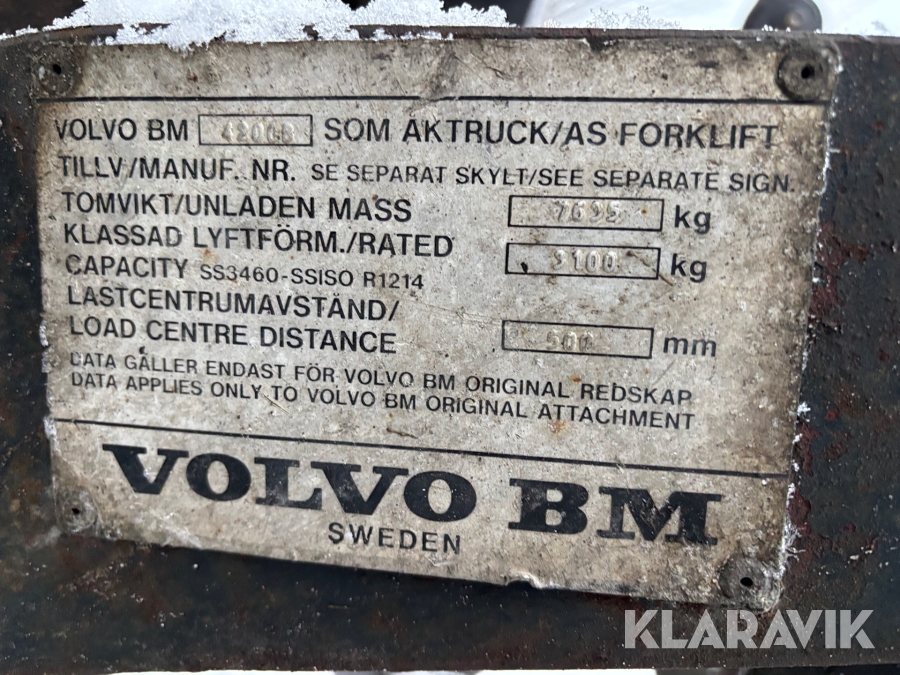 VOLVO BM 4200B SOM AKTRUCK/AS FORKLIFT
TILLV/MANUF. NR. SE SEPARAT SKYLT/SEE SEPARATE SIGN.
TOMVIKT/UNLADEN MASS 7695 kg
KLASSAD LYFTFÖRM./RATED 3100 kg
CAPACITY SS3460-SSISO R1214
LASTCENTRUMAVSTÅND/
LOAD CENTRE DISTANCE 500 mm
DATA GÄLLER ENDAST FÖR VOLVO BM ORIGINAL REDSKAP
DATA APPLIES ONLY TO VOLVO BM ORIGINAL ATTACHMENT
VOLVO BM
SWEDEN
KLARAVIK